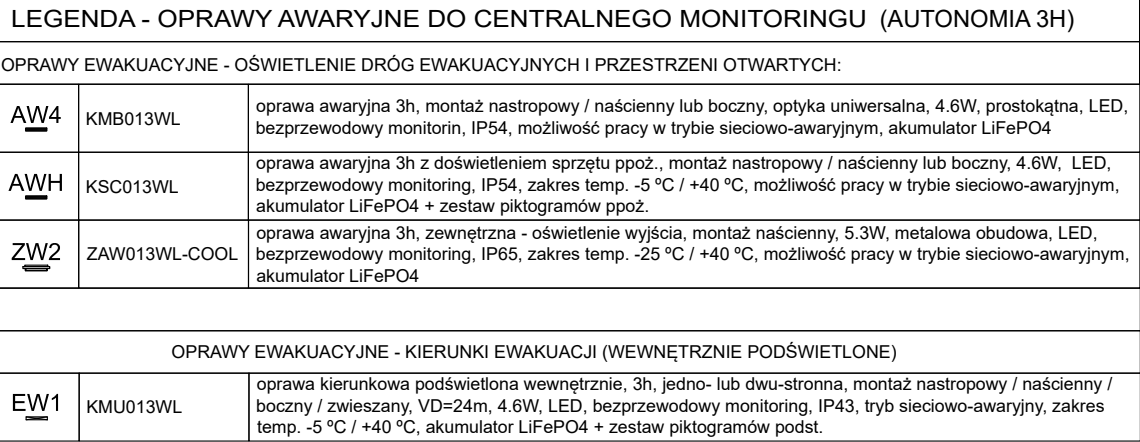 LEGENDA - OPRAWY AWARYJNE DO CENTRALNEGO MONITORINGU (AUTONOMIA 3H)
OPRAWY EWAKUACYJNE - OŚWIETLENIE DRÓG EWAKUACYJNYCH I PRZESTRZENI OTWARTYCH:
AW4
KMB013WL
oprawa awaryjna 3h, montaż nastropowy / naścienny lub boczny, optyka uniwersalna, 4.6W, prostokątna, LED,
bezprzewodowy monitorin, IP54, możliwość pracy w trybie sieciowo-awaryjnym, akumulator LiFePO4
AWH
KSC013WL
oprawa awaryjna 3h z doświetleniem sprzętu ppoż., montaż nastropowy / naścienny lub boczny, 4.6W, LED,
bezprzewodowy monitoring, IP54, zakres temp. -5 ºC / +40 ºC, możliwość pracy w trybie sieciowo-awaryjnym,
akumulator LiFePO4 + zestaw piktogramów ppoż.
ZW2
ZAW013WL-COOL
oprawa awaryjna 3h, zewnętrzna - oświetlenie wyjścia, montaż naścienny, 5.3W, metalowa obudowa, LED,
bezprzewodowy monitoring, IP65, zakres temp. -25 ºC / +40 ºC, możliwość pracy w trybie sieciowo-awaryjnym,
akumulator LiFePO4
OPRAWY EWAKUACYJNE - KIERUNKI EWAKUACJI (WEWNĘTRZNIE PODŚWIETLONE)
EW1
KMU013WL
oprawa kierunkowa podświetlona wewnętrznie, 3h, jedno- lub dwu-stronna, montaż nastropowy / naścienny /
boczny / zwieszany, VD=24m, 4.6W, LED, bezprzewodowy monitoring, IP43, tryb sieciowo-awaryjny, zakres
temp. -5 ºC / +40 ºC, akumulator LiFePO4 + zestaw piktogramów podst.